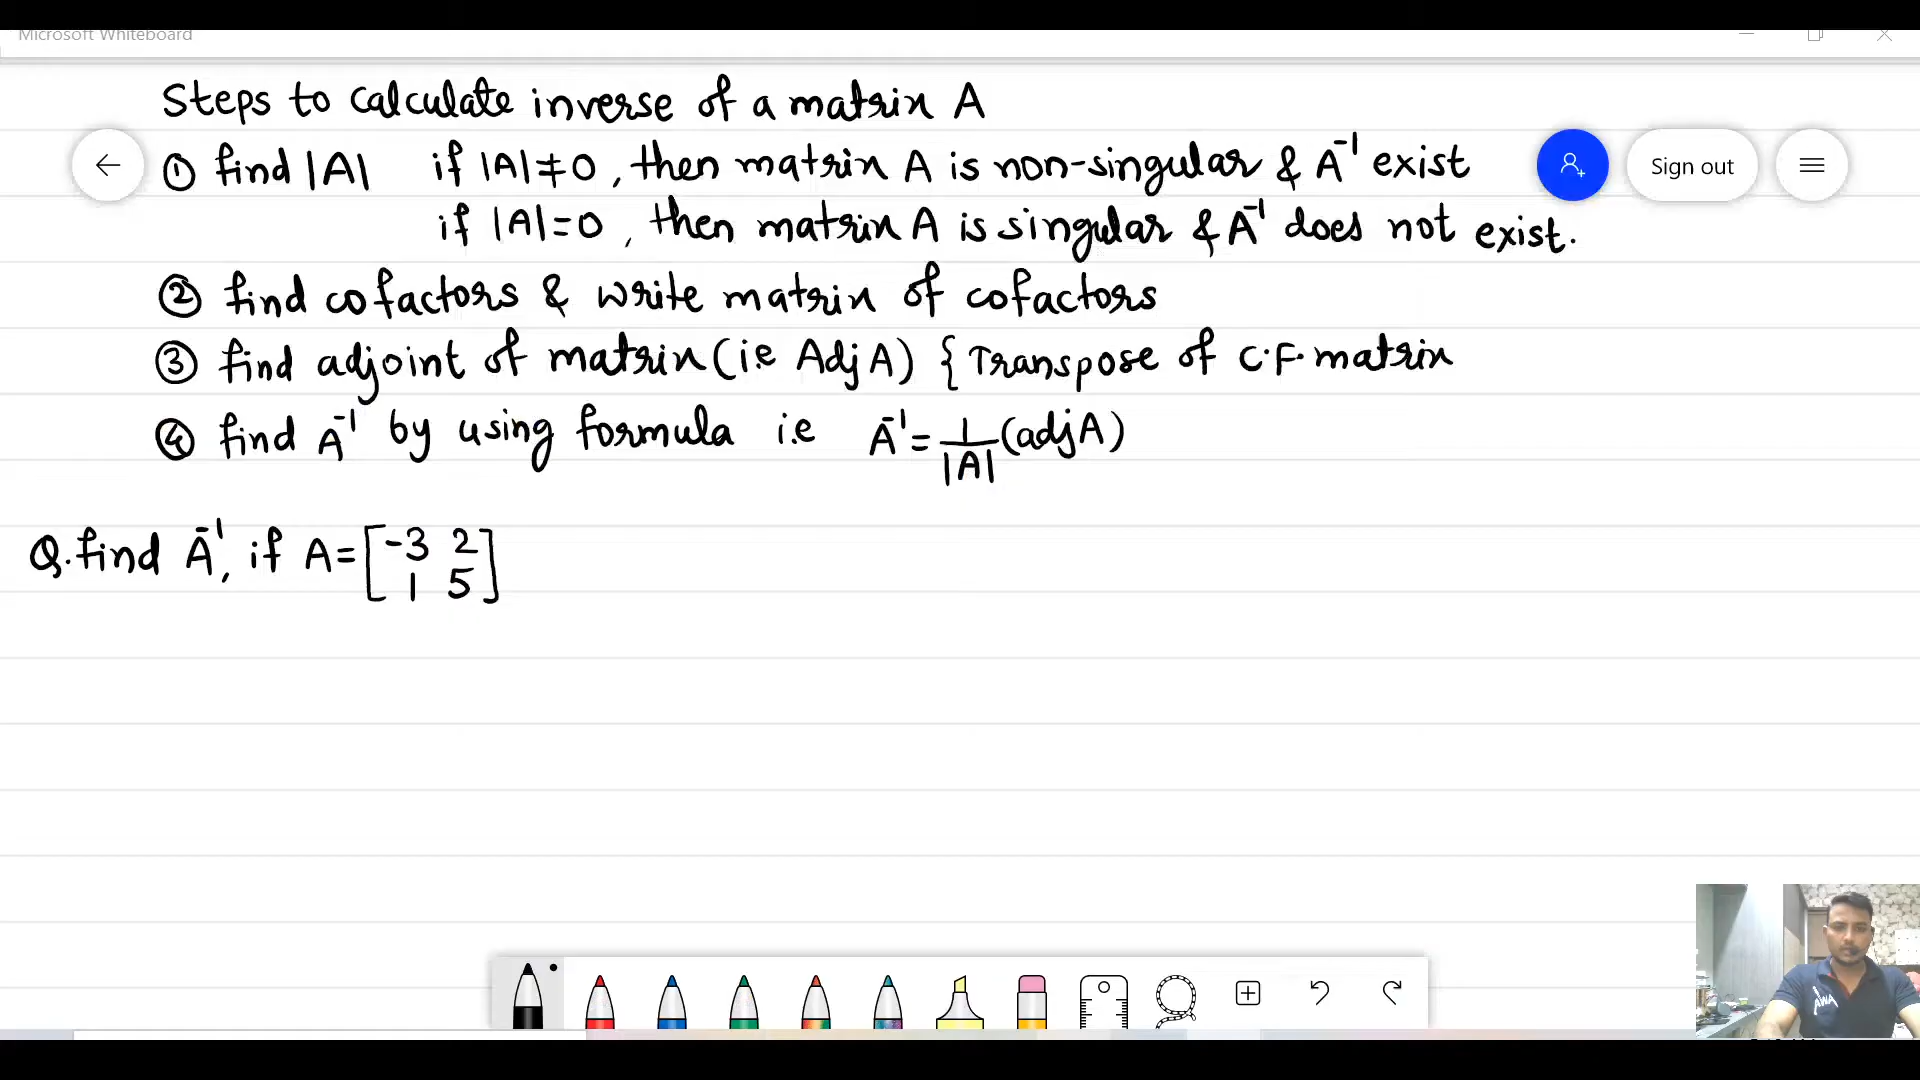 Microsoft Whiteboard
Steps to calculate inverse of a matrix A
① find |A| if |A|≠0, then matrix A is non-singular & A⁻¹ exist
if |A|=0, then matrix A is singular & A⁻¹ does not exist.
Sign out
② find cofactors & write matrix of cofactors
③ find adjoint of matrix (i.e Adj A) {Transpose of C.F. matrix
④ find A⁻¹ by using formula i.e A⁻¹ = 1/|A| (adj A)
Q. find A⁻¹, if A = [-3 2
1 5]